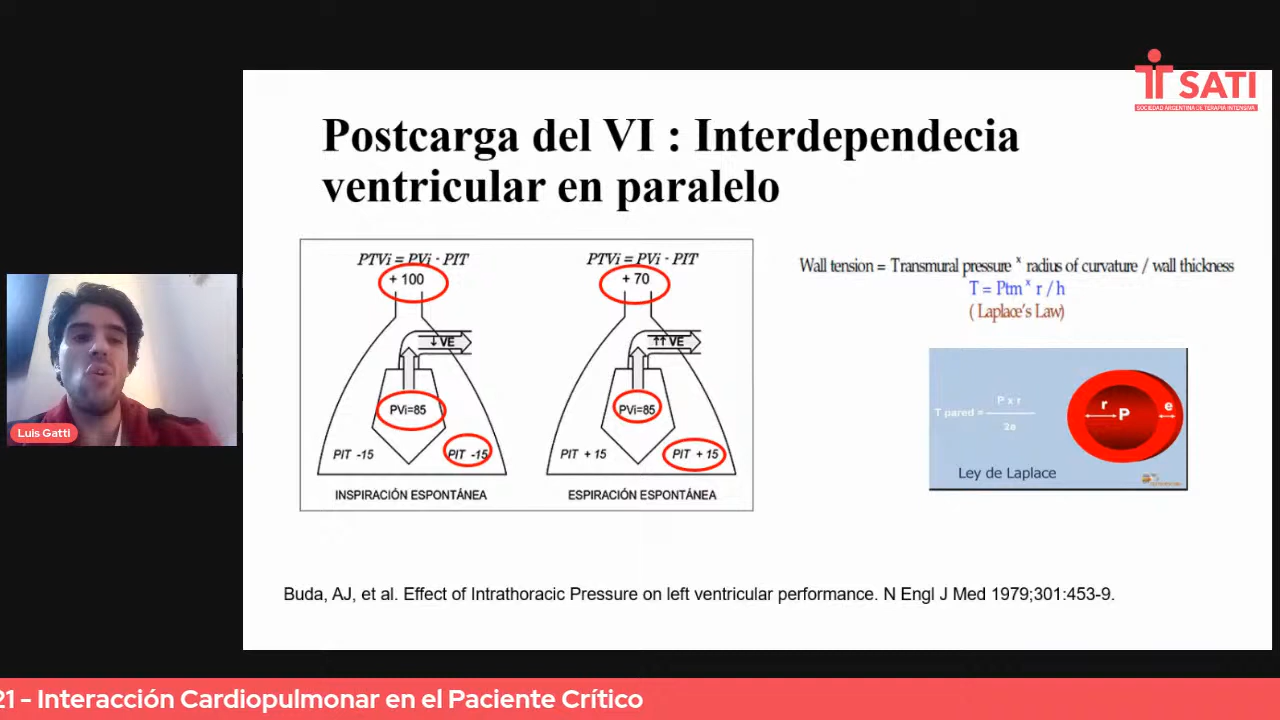 SATI
SOCIEDAD ARGENTINA DE TERAPIA INTENSIVA
Postcarga del VI : Interdependecia
ventricular en paralelo
PTVi = PVi - PIT
+ 100
↓ VE
PVi=85
PIT -15
PIT -15
INSPIRACIÓN ESPONTÁNEA
PTVi = PVi - PIT
+ 70
↑↑ VE
PVi=85
PIT + 15
PIT + 15
ESPIRACIÓN ESPONTÁNEA
Wall tension = Transmural pressure x radius of curvature / wall thickness
T = Ptm x r / h
( Laplace's Law)
T pared = P x r
2e
r
P
e
Ley de Laplace
Luis Gatti
Buda, AJ, et al. Effect of Intrathoracic Pressure on left ventricular performance. N Engl J Med 1979;301:453-9.
21 - Interacción Cardiopulmonar en el Paciente Crítico